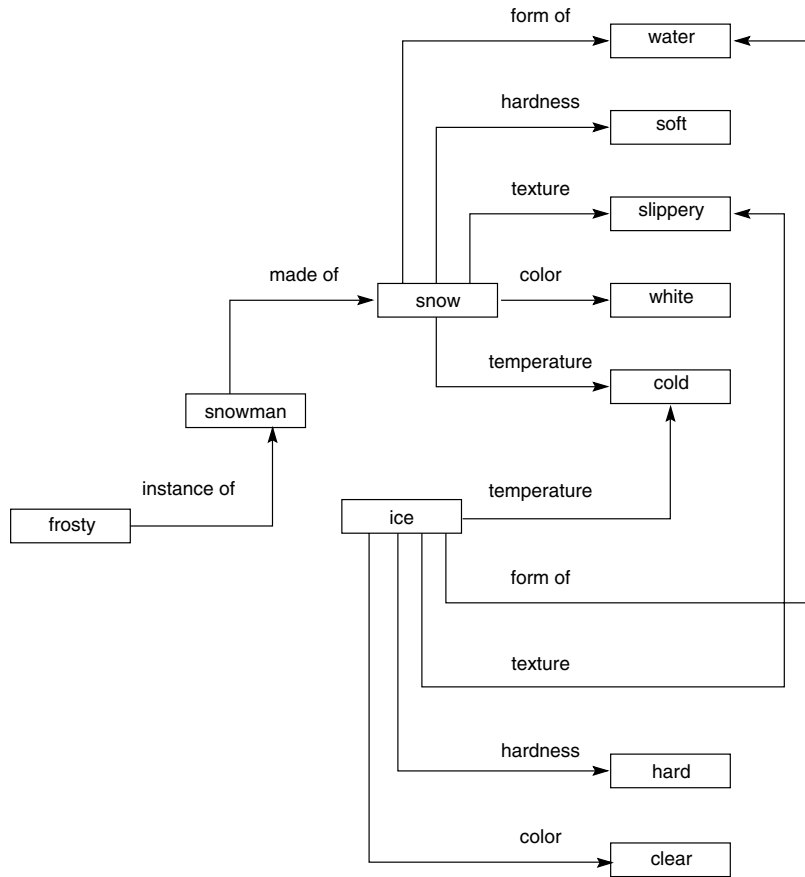 form of
water
hardness
soft
texture
slippery
made of
color
snow
white
temperature
cold
snowman
instance of
temperature
ice
frosty
form of
texture
hardness
hard
color
clear